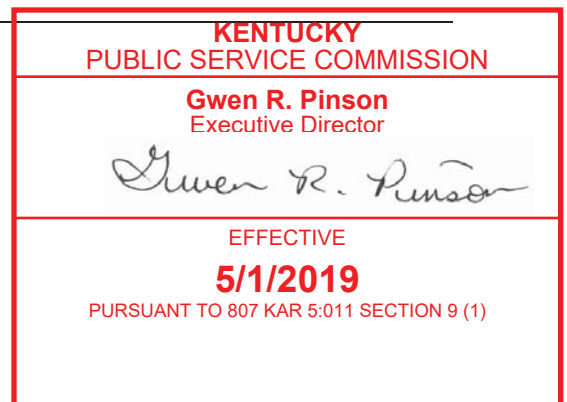 KENTUCKY
PUBLIC SERVICE COMMISSION
Gwen R. Pinson
Executive Director
Gwen R. Pinson
EFFECTIVE
5/1/2019
PURSUANT TO 807 KAR 5:011 SECTION 9 (1)